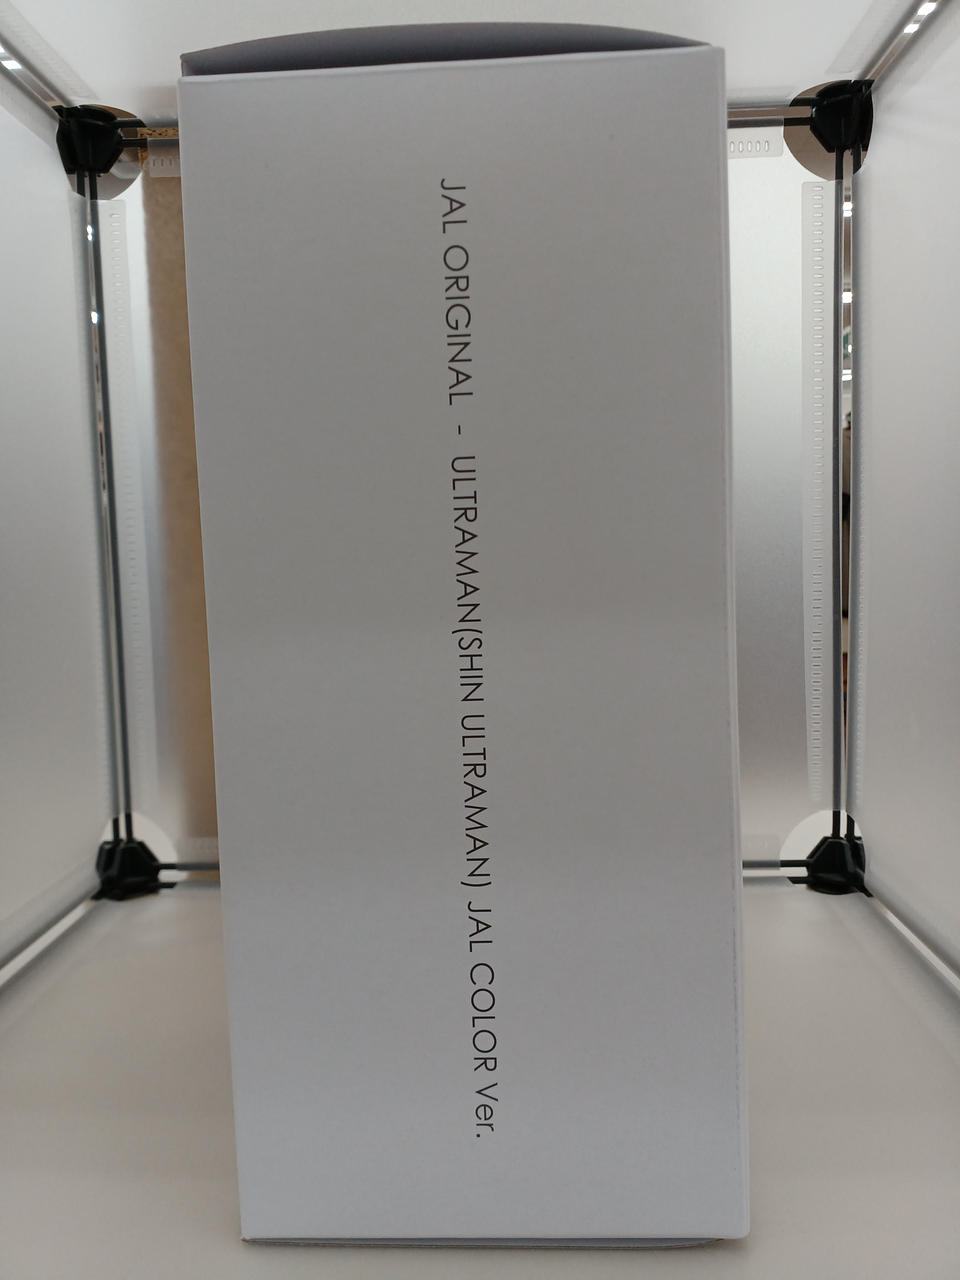 JAL ORIGINAL - ULTRAMAN(SHIN ULTRAMAN) JAL COLOR Ver.